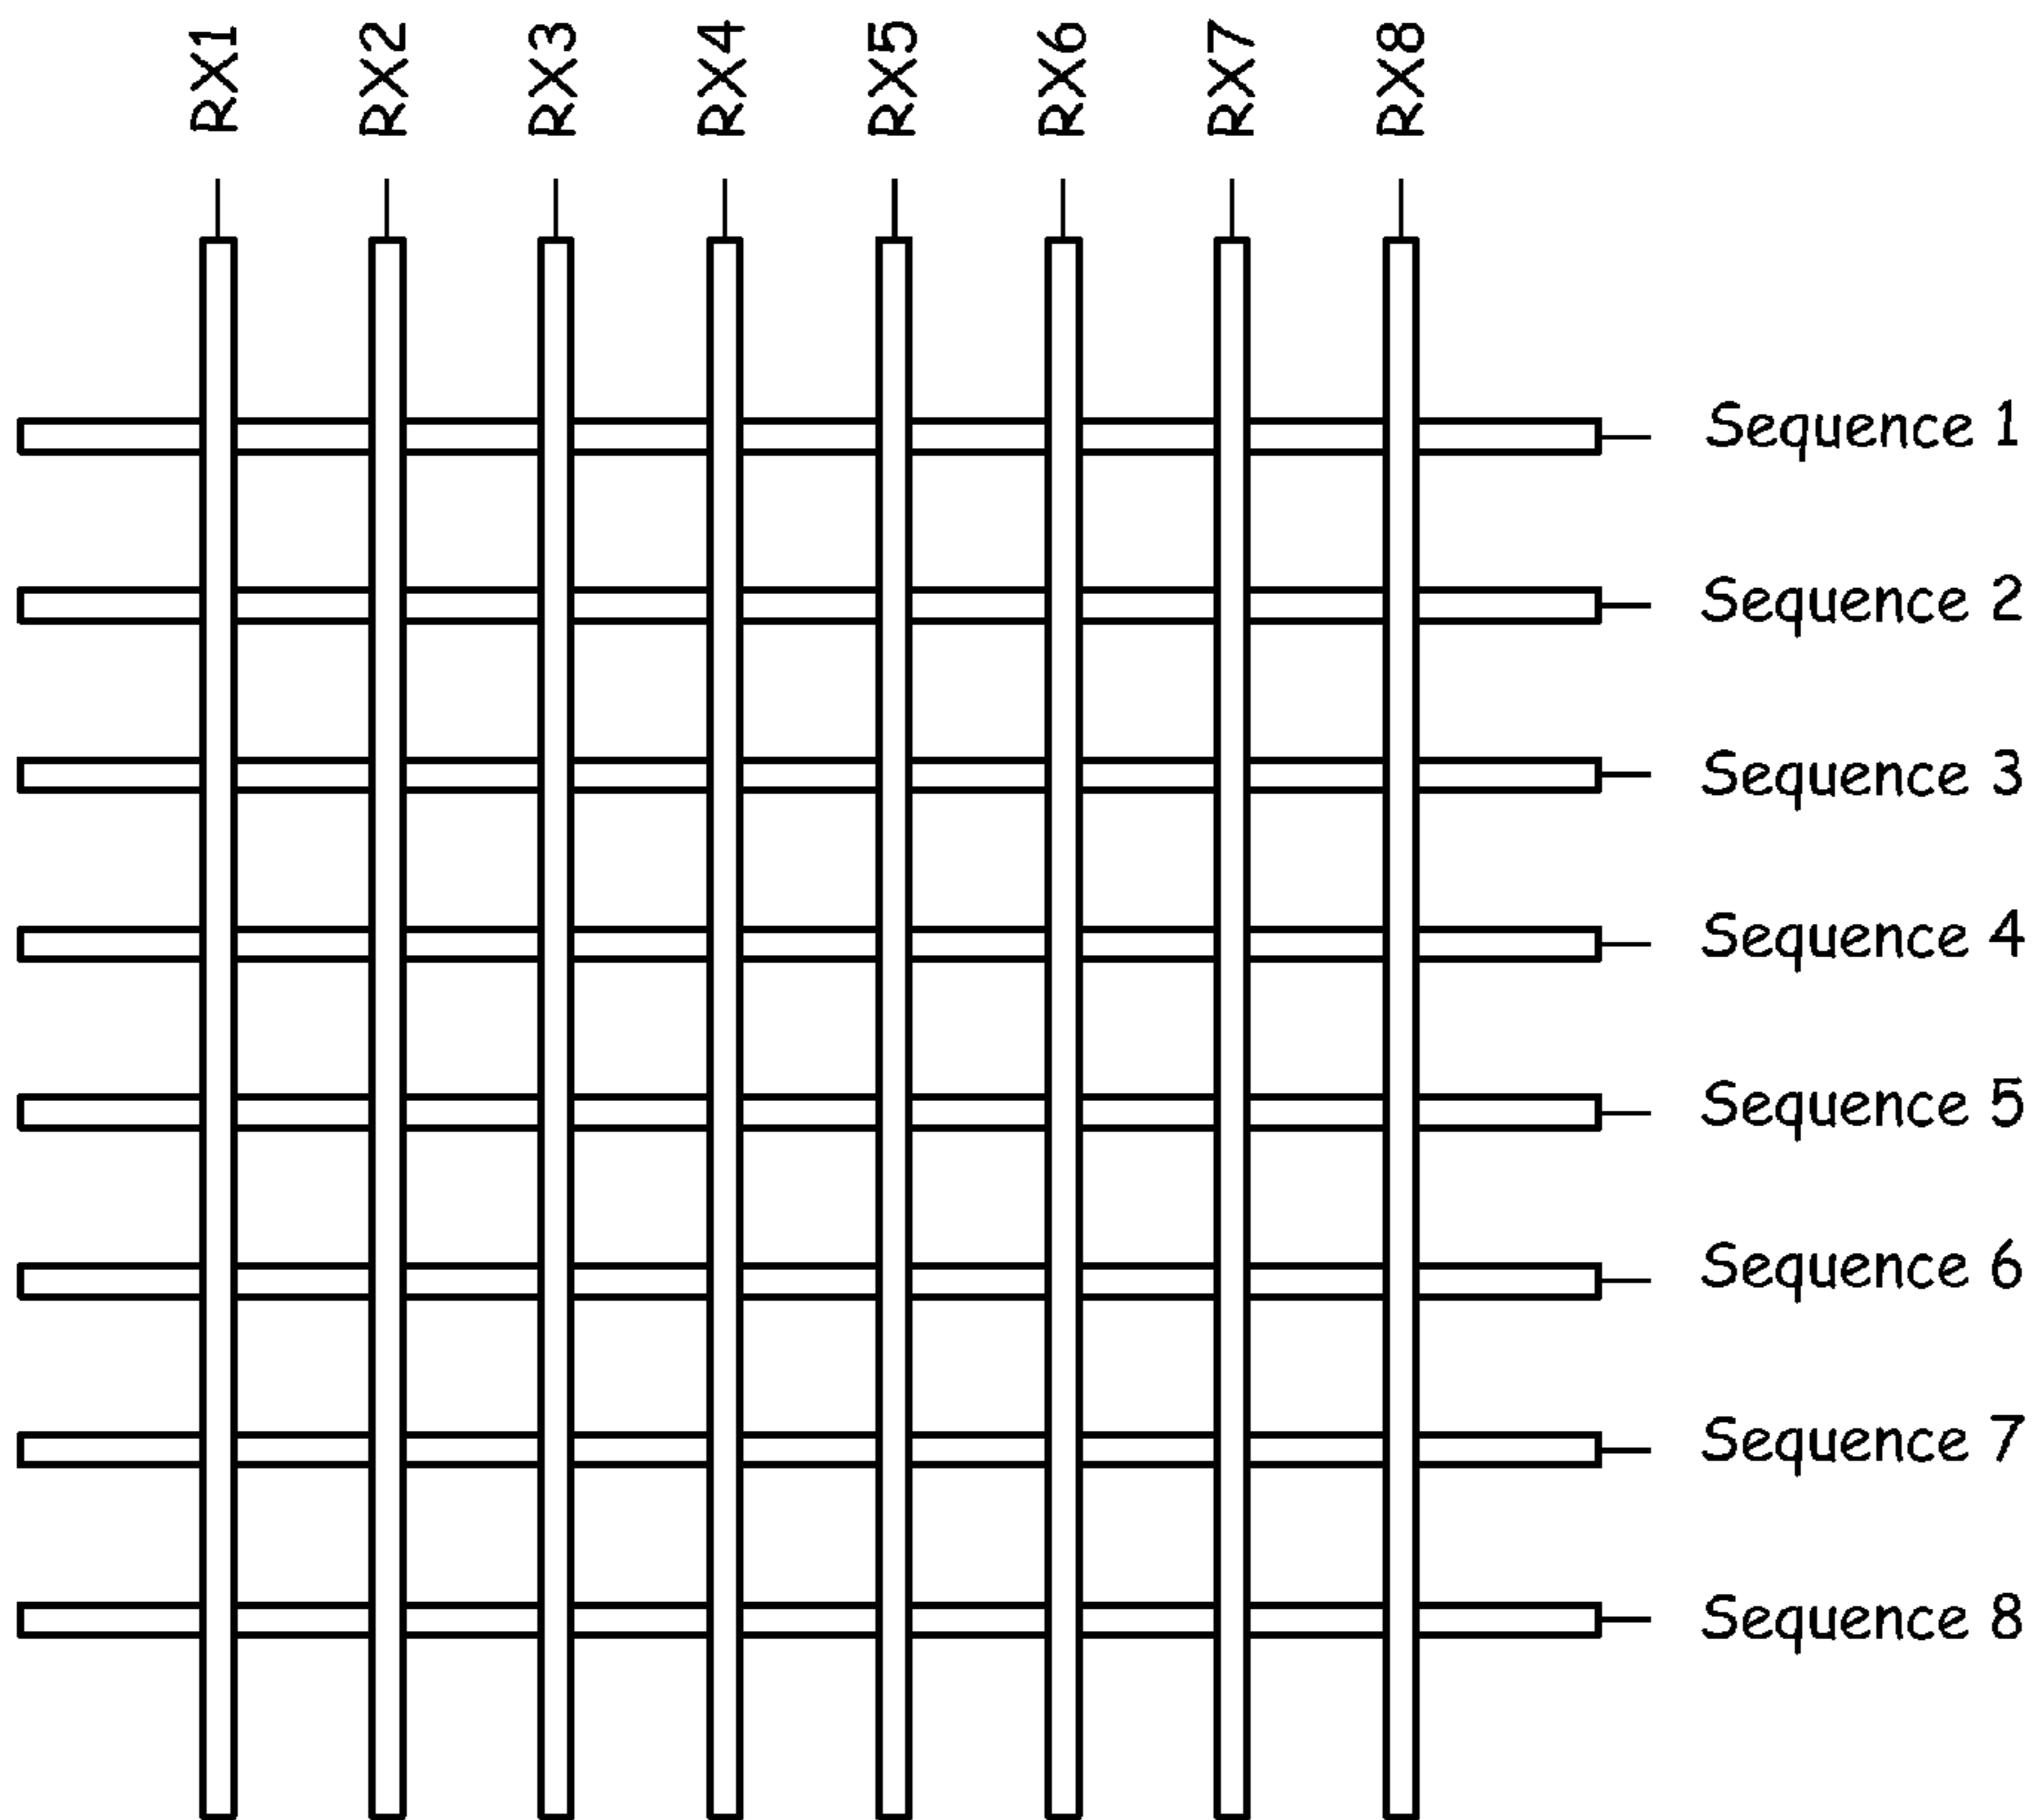 RX1
RX2
RX3
RX4
RX5
RX6
RX7
RX8
Sequence 1
Sequence 2
Sequence 3
Sequence 4
Sequence 5
Sequence 6
Sequence 7
Sequence 8